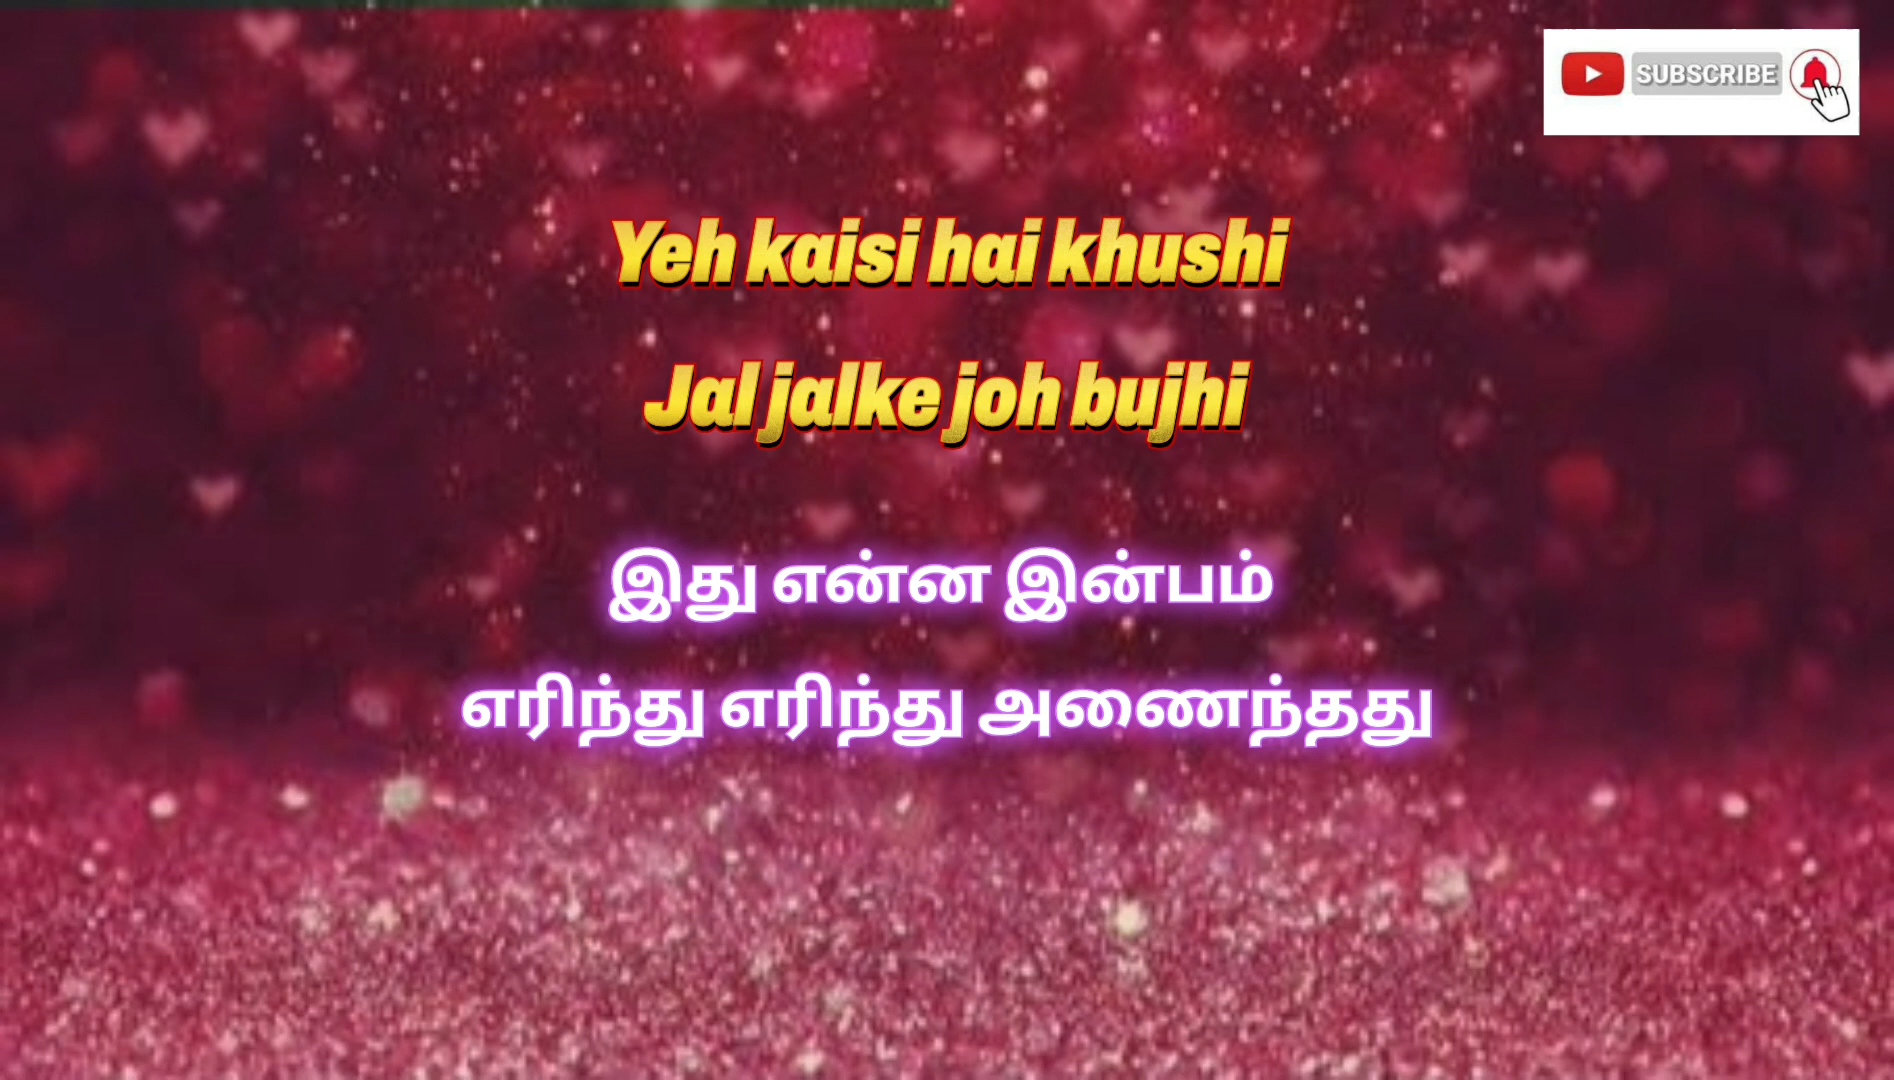 SUBSCRIBE
Yeh kaisi hai khushi
Jal jalke joh bujhi
இது என்ன இன்பம்
எரிந்து எரிந்து அணைந்தது